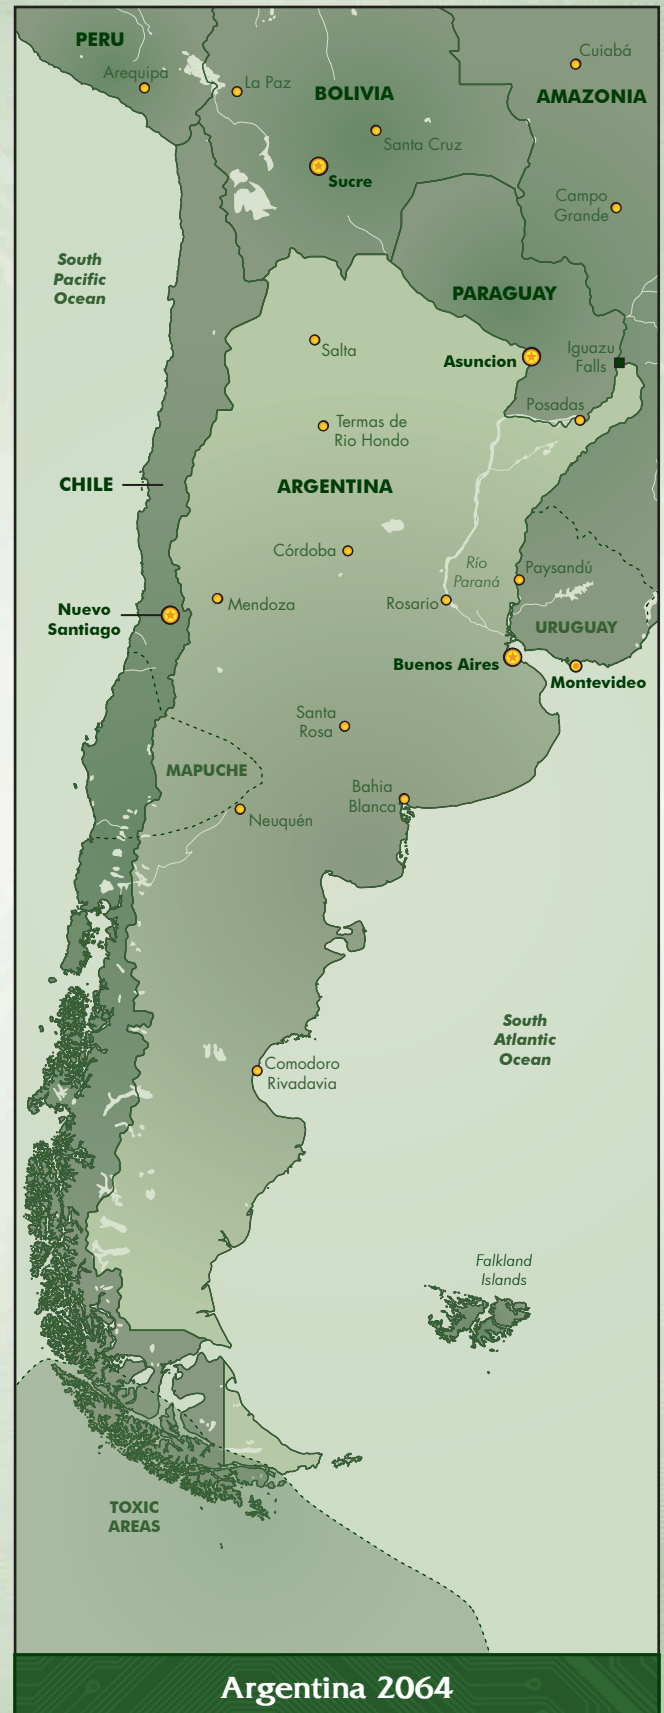 PERU
Arequipa
La Paz
BOLIVIA
Cuiabá
AMAZONIA
Santa Cruz
Sucre
Campo
Grande
South
Pacific
Ocean
PARAGUAY
Salta
Asuncion
Iguazu
Falls
Posadas
Termas de
Rio Hondo
CHILE
ARGENTINA
Córdoba
Río
Paraná
Paysandú
Mendoza
Rosario
Nuevo
Santiago
URUGUAY
Buenos Aires
Montevideo
Santa
Rosa
MAPUCHE
Bahia
Blanca
Neuquén
South
Atlantic
Ocean
Comodoro
Rivadavia
Falkland
Islands
TOXIC
AREAS
Argentina 2064